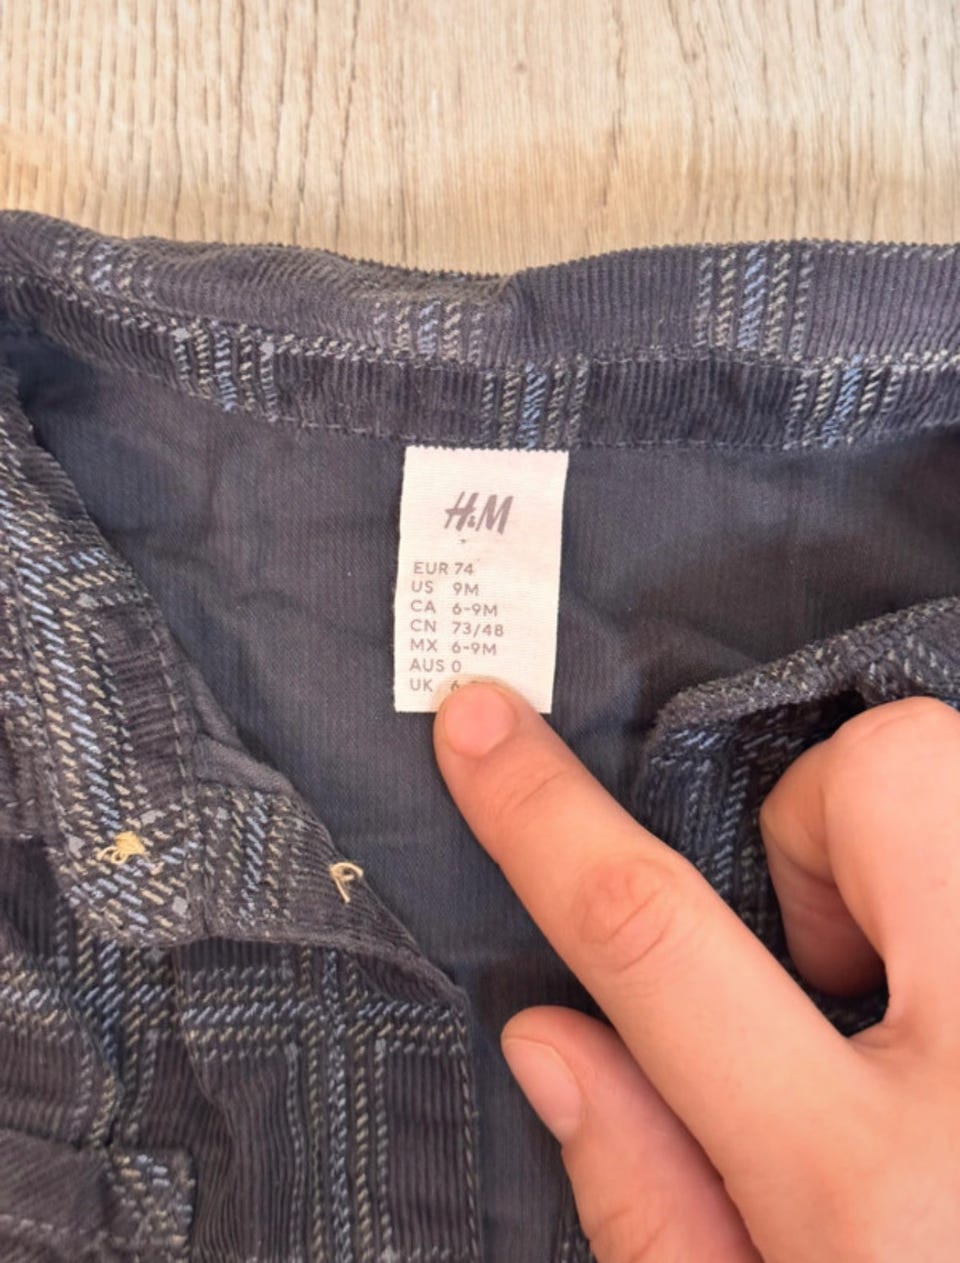 H&M
EUR 74
US 9M
CA 6-9M
CN 73/48
MX 6-9M
AUS 0
UK